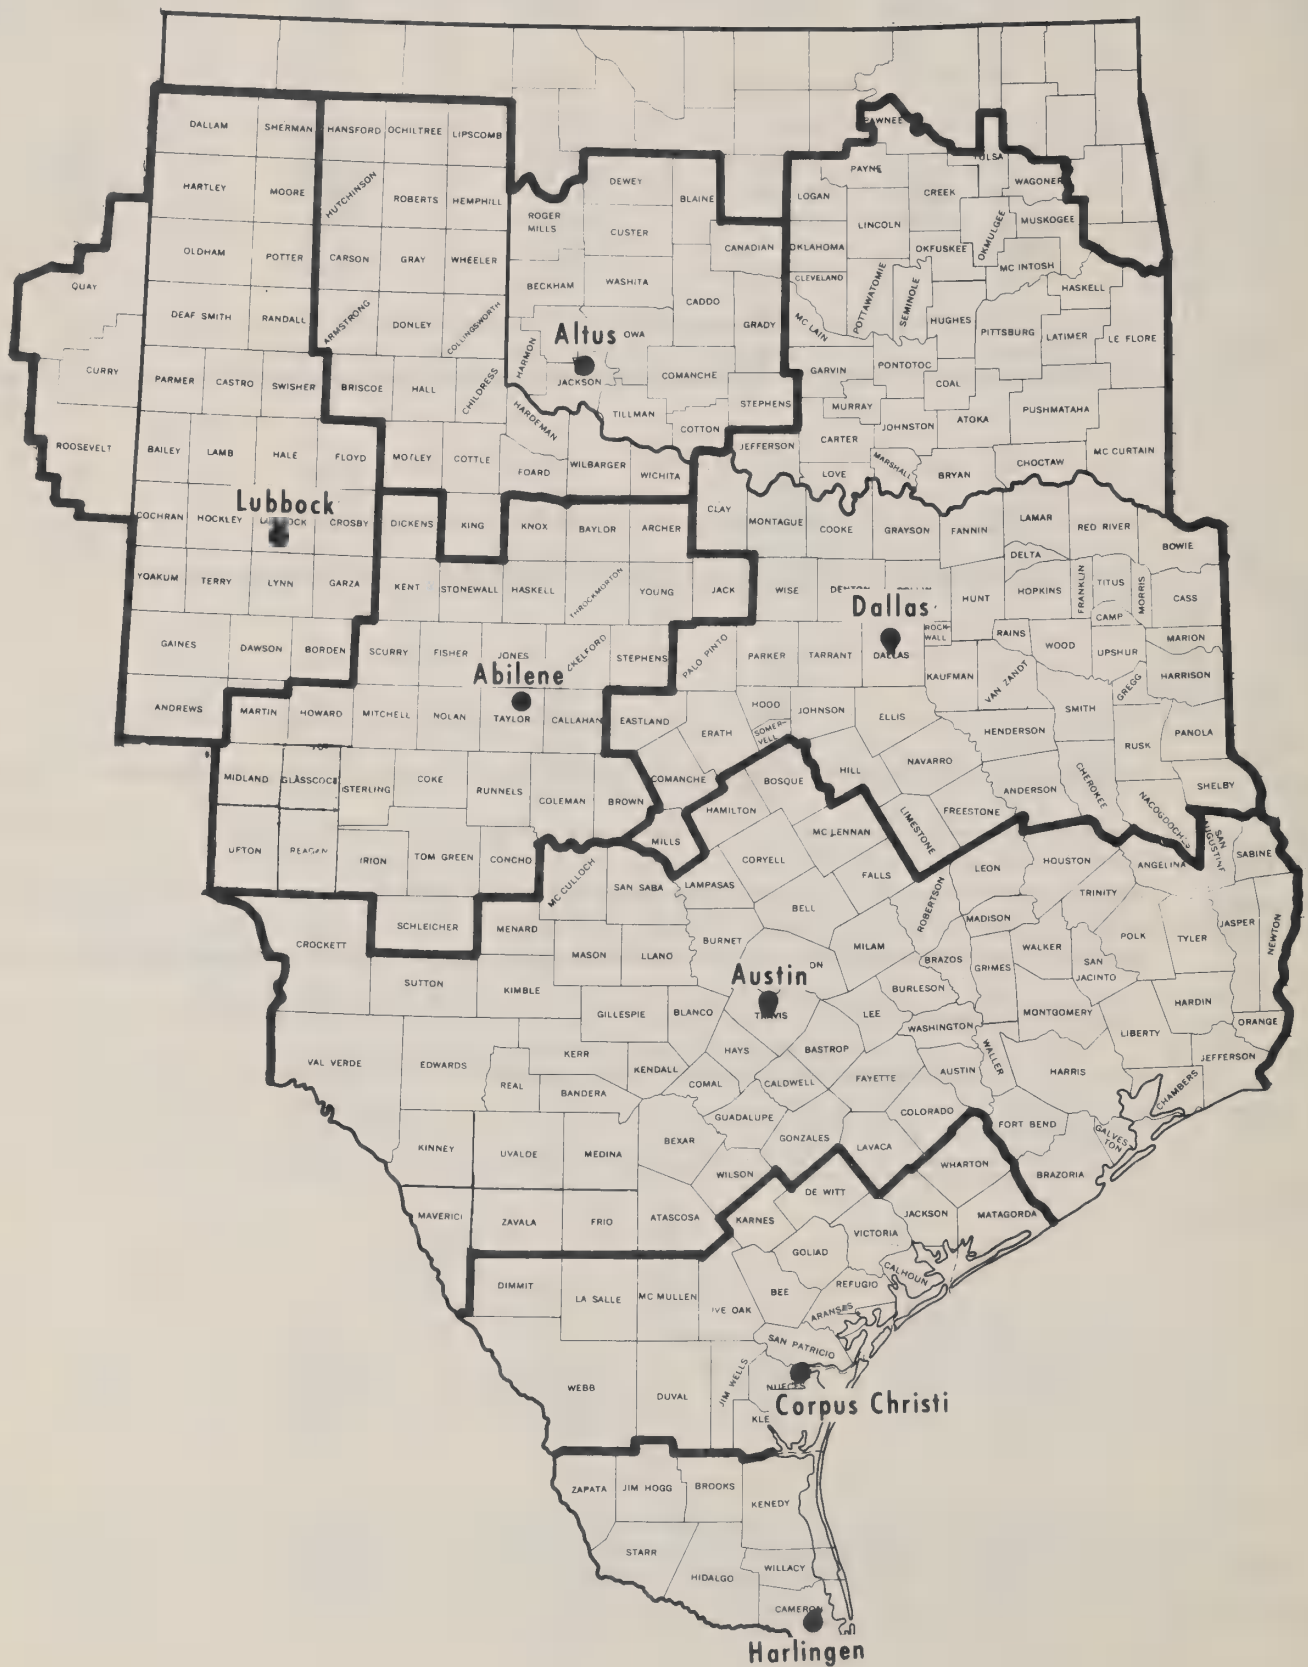 PAWNEE
DALLAM SHERMAN HANSFORD OCHILTREE LIPSCOMB
PAYNE TULSA WAGONER
HARTLEY MOORE HUTCHINSON ROBERTS HEMPHILL
DEWEY BLAINE LOGAN LINCOLN CREEK OKMULGEE MUSKOGEE
ROGER
MILLS
CUSTER CANADIAN OKLAHOMA OKFUSKEE MC INTOSH
OLDHAM POTTER CARSON GRAY WHEELER
QUAY BECKHAM WASHITA CLEVELAND POTTAWATOMIE SEMINOLE HASKELL
DEAF SMITH RANDALL ARMSTRONG DONLEY COLLINGSWORTH
CADDO GRADY MC LAIN HUGHES PITTSBURG LATIMER LE FLORE
Altus
OWA
HARMON JACKSON COMANCHE GARVIN PONTOTOC COAL
CURRY PARMER CASTRO SWISHER BRISCOE HALL CHILDRESS
TILLMAN STEPHENS MURRAY JOHNSTON ATOKA PUSHMATAHA
HARDEMAN COTTON JEFFERSON CARTER LOVE MARSHALL BRYAN CHOCTAW MC CURTAIN
ROOSEVELT BAILEY LAMB HALE FLOYD MOTLEY COTTLE FOARD WILBARGER WICHITA
Lubbock
COCHRAN HOCKLEY CROSBY DICKENS KING KNOX BAYLOR ARCHER CLAY MONTAGUE COOKE GRAYSON FANNIN LAMAR RED RIVER BOWIE
DELTA
YOAKUM TERRY LYNN GARZA KENT STONEWALL HASKELL THROCKMORTON YOUNG JACK WISE
HUNT HOPKINS FRANKLIN TITUS MORRIS CASS
CAMP
Dallas
GAINES DAWSON BORDEN SCURRY FISHER JONES CKELFORD STEPHENS PALO PINTO PARKER TARRANT DALLAS
ROCK-
WALL
RAINS WOOD UPSHUR MARION
Abilene
KAUFMAN VAN ZANDT GREGG HARRISON
ANDREWS MARTIN HOWARD MITCHELL NOLAN TAYLOR CALLAHAN EASTLAND ERATH HOOD JOHNSON ELLIS
SOMER-
VELL
HENDERSON SMITH RUSK PANOLA
MIDLAND GLASSCOCK STERLING COKE RUNNELS COLEMAN BROWN COMANCHE BOSQUE HILL NAVARRO ANDERSON CHEROKEE SHELBY
HAMILTON LIMESTONE FREESTONE
UPTON REAGAN IRION TOM GREEN CONCHO MILLS MC LENNAN
SAN
AUGUSTINE
SABINE
MC CULLOCH SAN SABA LAMPASAS CORYELL FALLS LEON HOUSTON ANGELINA
CROCKETT SCHLEICHER MENARD BELL ROBERTSON MADISON TRINITY
MASON LLANO BURNET MILAM WALKER POLK TYLER JASPER NEWTON
SUTTON KIMBLE BRAZOS GRIMES
SAN
JACINTO
Austin
GILLESPIE BLANCO TRAVIS LEE BURLESON MONTGOMERY HARDIN
WASHINGTON LIBERTY ORANGE
VAL VERDE EDWARDS KERR HAYS BASTROP WALLER JEFFERSON
REAL BANDERA KENDALL COMAL CALDWELL FAYETTE AUSTIN HARRIS CHAMBERS
GUADALUPE COLORADO FORT BEND
GALVES-
TON
KINNEY UVALDE MEDINA BEXAR GONZALES LAVACA
WILSON WHARTON BRAZORIA
MAVERICK ZAVALA FRIO ATASCOSA KARNES DE WITT JACKSON MATAGORDA
GOLIAD VICTORIA
DIMMIT LA SALLE MC MULLEN IVE OAK BEE REFUGIO CALHOUN
ARANSAS
SAN PATRICIO
WEBB DUVAL JIM WELLS NUECES
KLE
Corpus Christi
ZAPATA JIM HOGG BROOKS KENEDY
STARR HIDALGO WILLACY
CAMERON
Harlingen